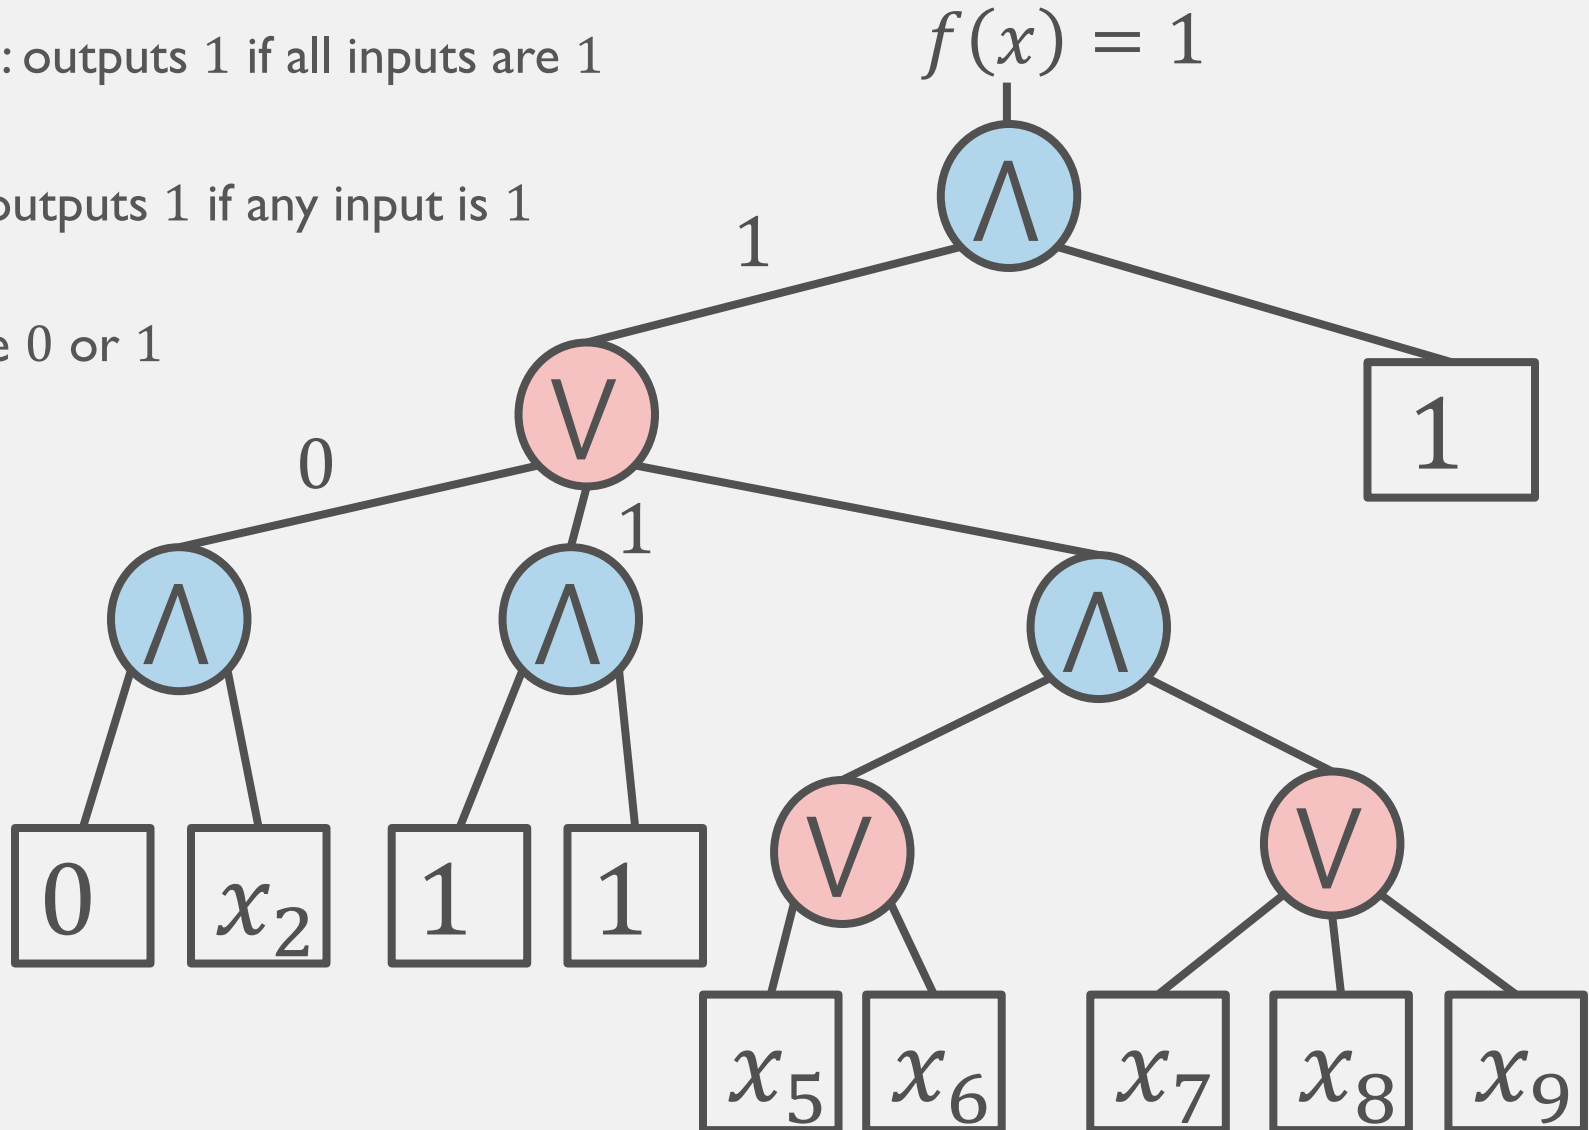 : outputs 1 if all inputs are 1
f(x) = 1
Λ
outputs 1 if any input is 1
1
0 or 1
V
1
0
1
Λ Λ Λ
V V
0 x₂ 1 1
x₅ x₆ x₇ x₈ x₉